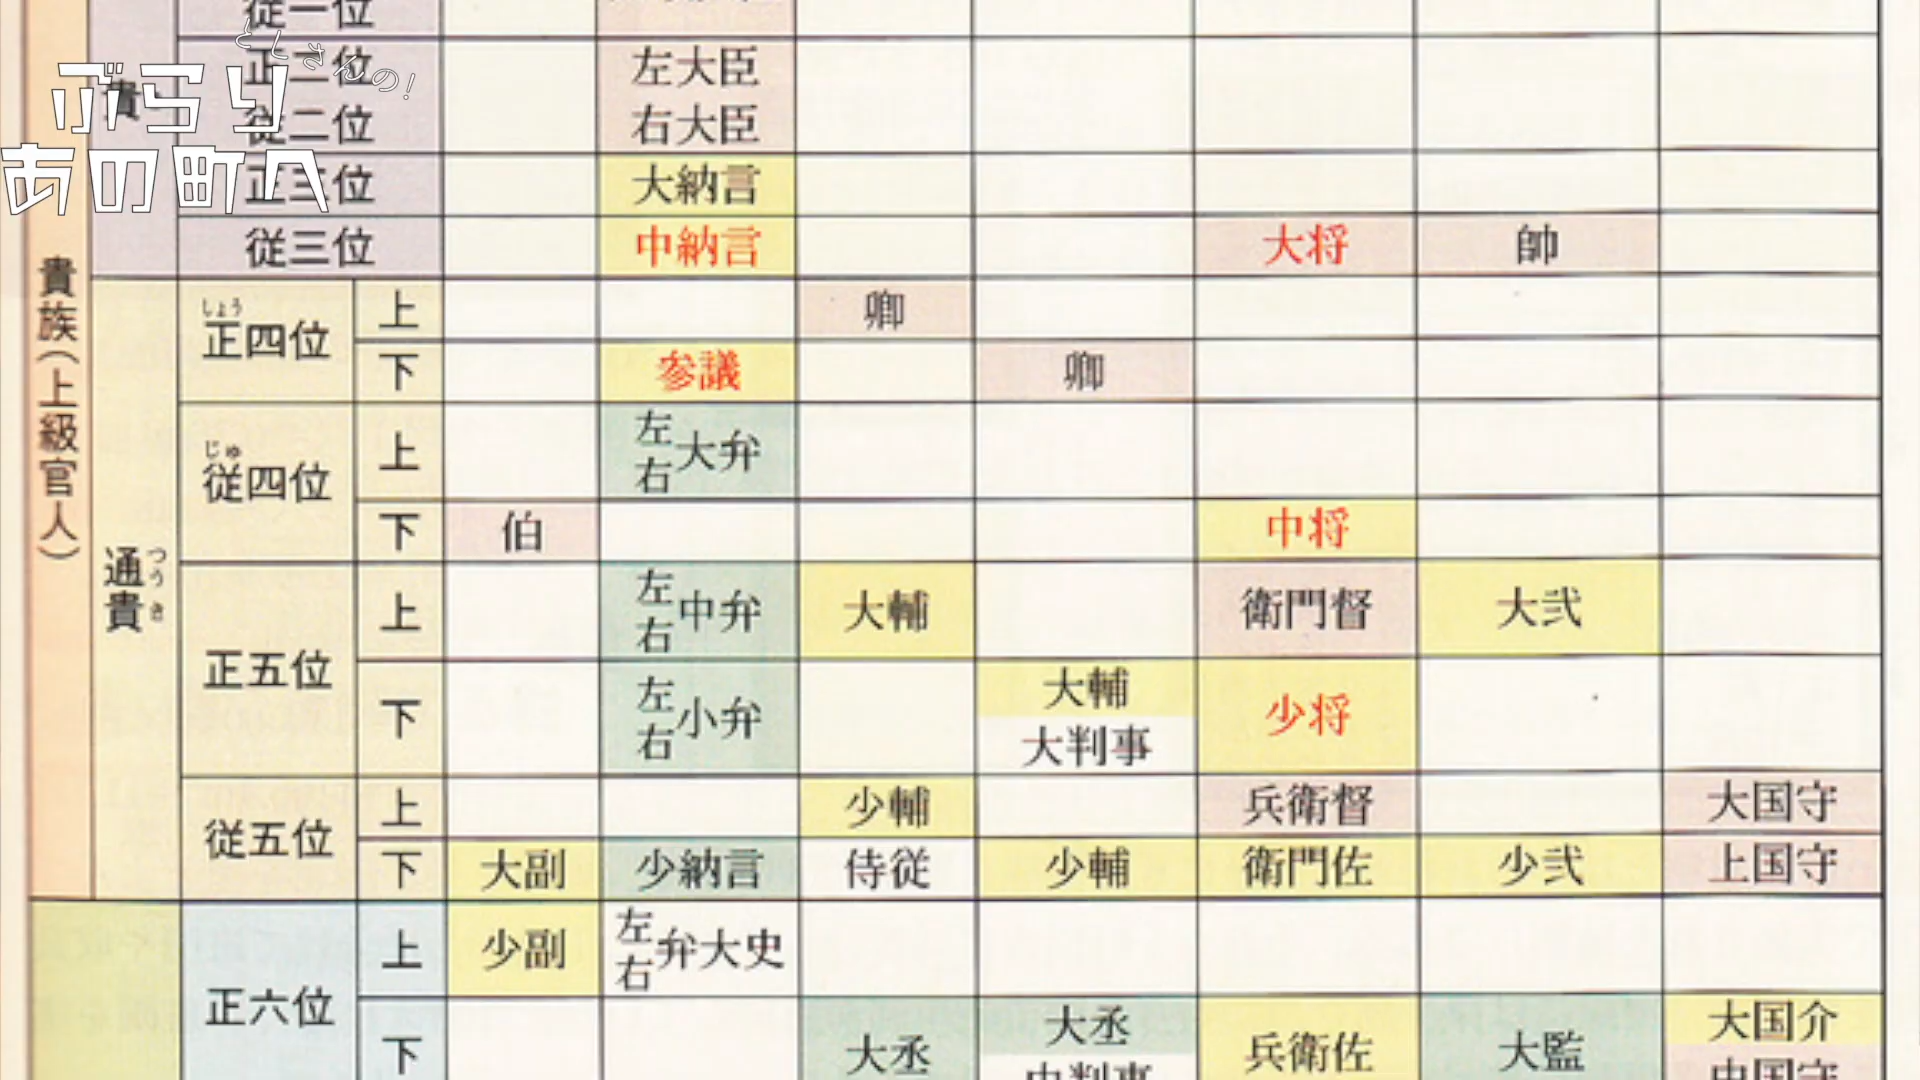 としさんの!
ぶらり
あの町へ
貴族(上級官人)
貴
通貴
つうき
従一位
正二位 左大臣
従二位 右大臣
正三位 大納言
従三位 中納言 大将 帥
しょう
正四位 上 卿
下 参議 卿
じゅ
従四位 上 左右大弁
下 伯 中将
正五位 上 左右中弁 大輔 衛門督 大弐
下 左右小弁 大輔 少将
大判事
従五位 上 少輔 兵衛督 大国守
下 大副 少納言 侍従 少輔 衛門佐 少弐 上国守
正六位 上 少副 左右弁大史
下 大丞 大丞 兵衛佐 大監 大国介
中判事 中国守